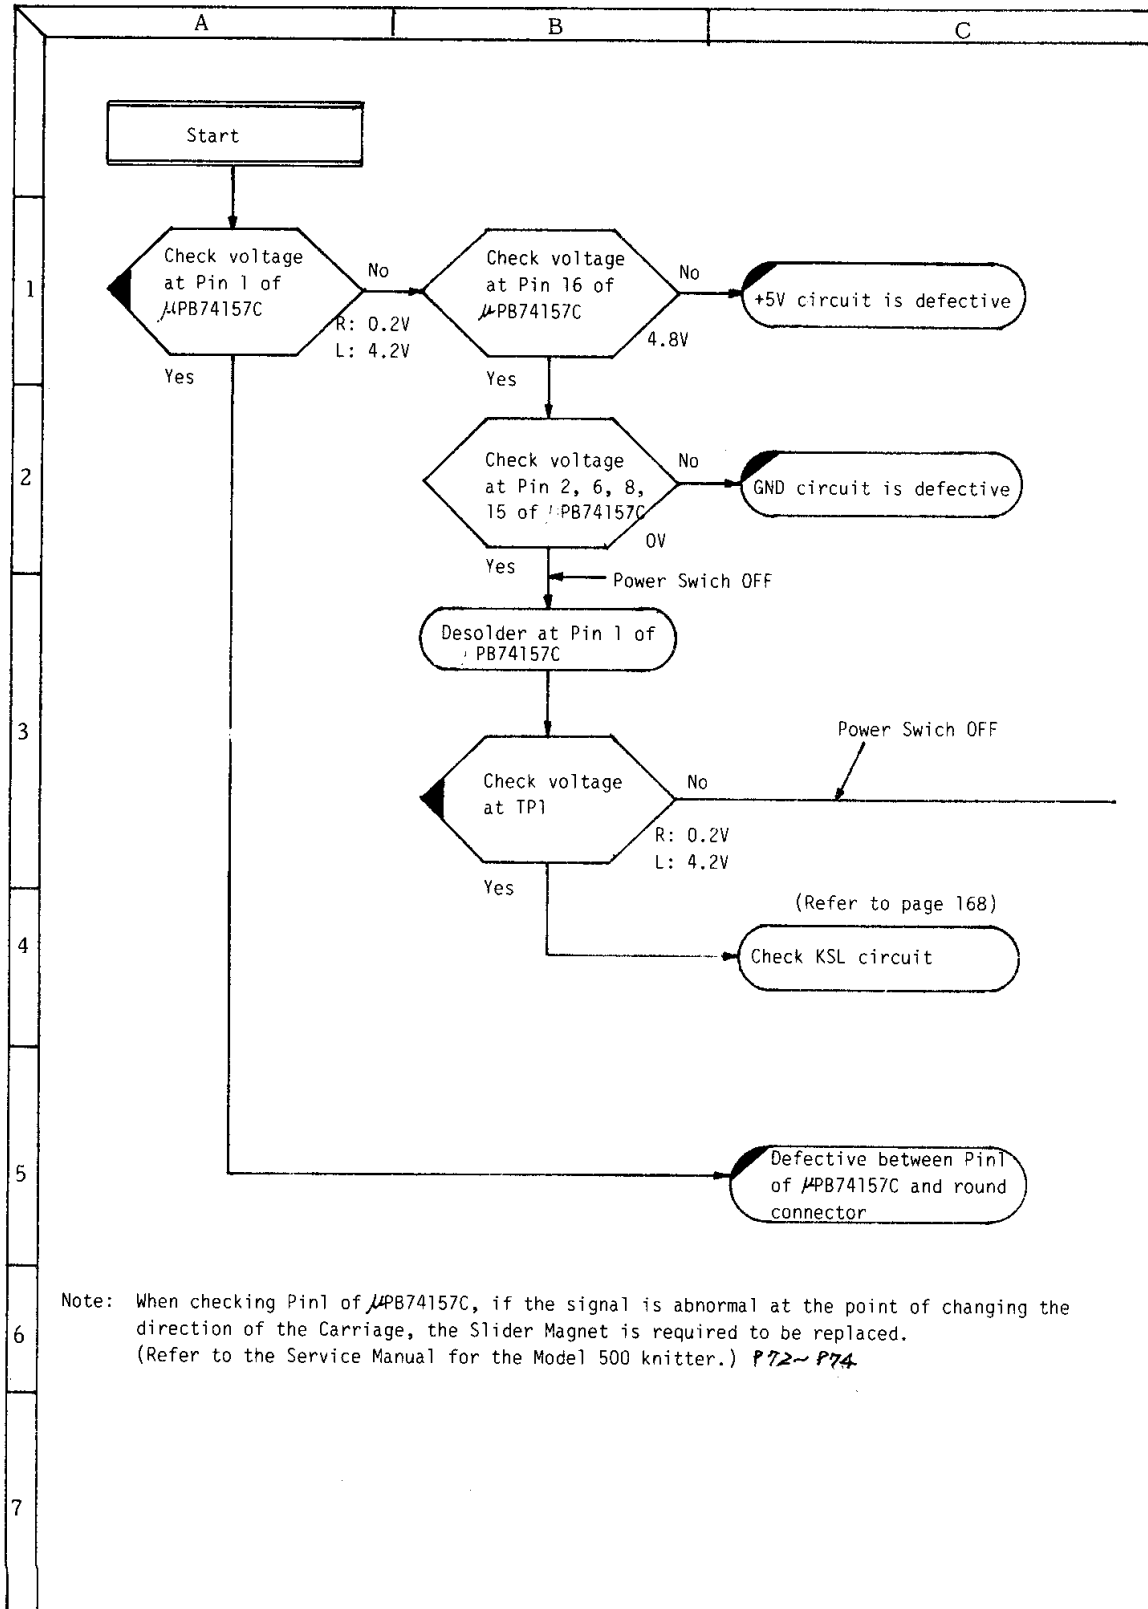 A B C
Start
1
Check voltage
at Pin 1 of
μPB74157C
No
R: 0.2V
L: 4.2V
Yes
Check voltage
at Pin 16 of
μPB74157C
No
4.8V
Yes
+5V circuit is defective
2
Check voltage
at Pin 2, 6, 8,
15 of μPB74157C
No
0V
Yes
GND circuit is defective
Power Swich OFF
Desolder at Pin 1 of
μPB74157C
3
Check voltage
at TP1
No
R: 0.2V
L: 4.2V
Yes
Power Swich OFF
4
(Refer to page 168)
Check KSL circuit
5
Defective between Pin1
of μPB74157C and round
connector
6
Note: When checking Pin1 of μPB74157C, if the signal is abnormal at the point of changing the
direction of the Carriage, the Slider Magnet is required to be replaced.
(Refer to the Service Manual for the Model 500 knitter.) P72~P74
7